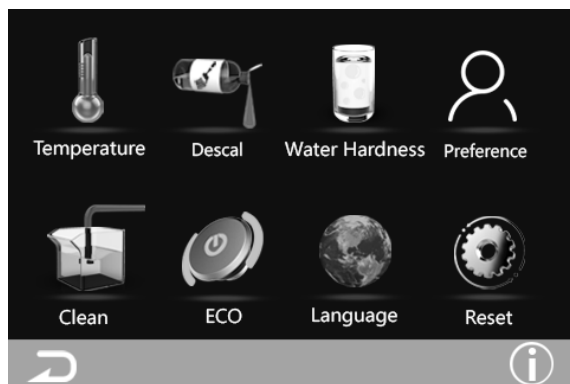 Temperature
Descal
Water Hardness
Preference
Clean
ECO
Language
Reset